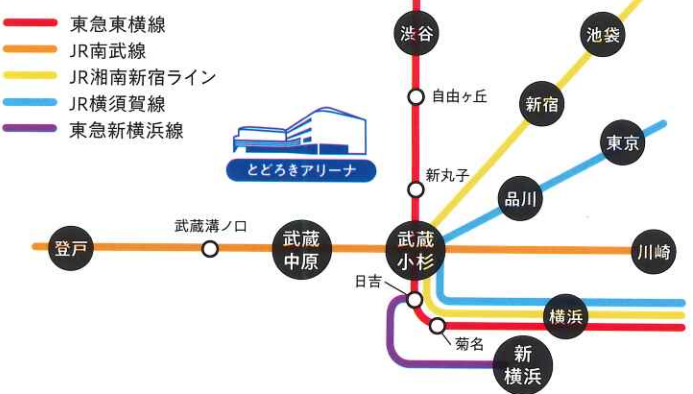 東急東横線
JR南武線
JR湘南新宿ライン
JR横須賀線
東急新横浜線
渋谷
池袋
自由ヶ丘
新宿
東京
とどろきアリーナ
新丸子
品川
武蔵溝ノ口
登戸
武蔵
中原
武蔵
小杉
川崎
日吉
横浜
菊名
新
横浜